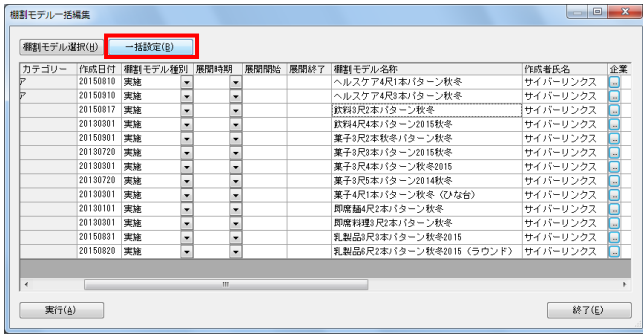 棚割モデル一括編集
棚割モデル選択(H) 一括設定(B)
カテゴリー 作成日付 棚割モデル種別 展開時期 展開開始 展開終了 棚割モデル名称 作成者氏名 企業
ア 20150810 実施 ヘルスケア4尺1本パターン秋冬 サイバーリンクス
ア 20150910 実施 ヘルスケア4尺3本パターン秋冬 サイバーリンクス
20150817 実施 飲料3尺2本パターン秋冬 サイバーリンクス
20130301 実施 飲料4尺4本パターン2015秋冬 サイバーリンクス
20150901 実施 菓子3尺2本秋冬パターン秋冬 サイバーリンクス
20130720 実施 菓子3尺3本パターン2015秋冬 サイバーリンクス
20130301 実施 菓子3尺4本パターン秋冬2015 サイバーリンクス
20130720 実施 菓子3尺5本パターン2014秋冬 サイバーリンクス
20130301 実施 菓子4尺1本パターン秋冬（ひな台） サイバーリンクス
20130101 実施 即席麺4尺2本パターン秋冬 サイバーリンクス
20130301 実施 即席料理3尺2本パターン秋冬 サイバーリンクス
20150831 実施 乳製品3尺3本パターン秋冬2015 サイバーリンクス
20150820 実施 乳製品6尺2本パターン秋冬2015（ラウンド） サイバーリンクス
実行(A) 終了(E)